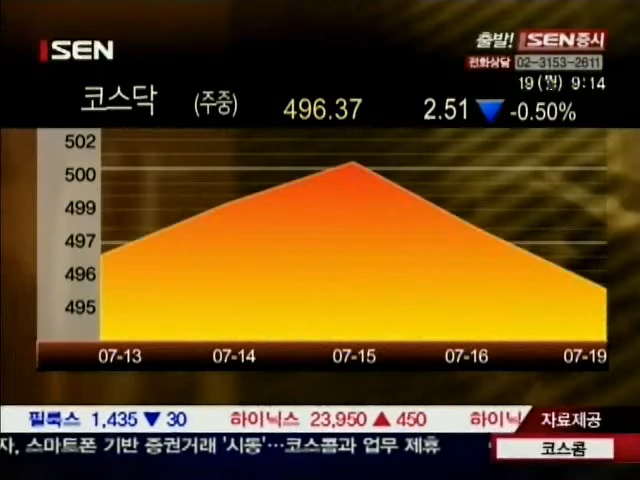 SEN
출발! SEN증시
전화상담 02-3153-2611
19 (월) 9:14
코스닥 (주중) 496.37 2.51 ▼ -0.50%
502
500
499
497
496
495
07-13 07-14 07-15 07-16 07-19
필룩스 1,435 ▼ 30 하이닉스 23,950 ▲ 450 하이닉 자료제공
자, 스마트폰 기반 증권거래 '시동'…코스콤과 업무 제휴 코스콤